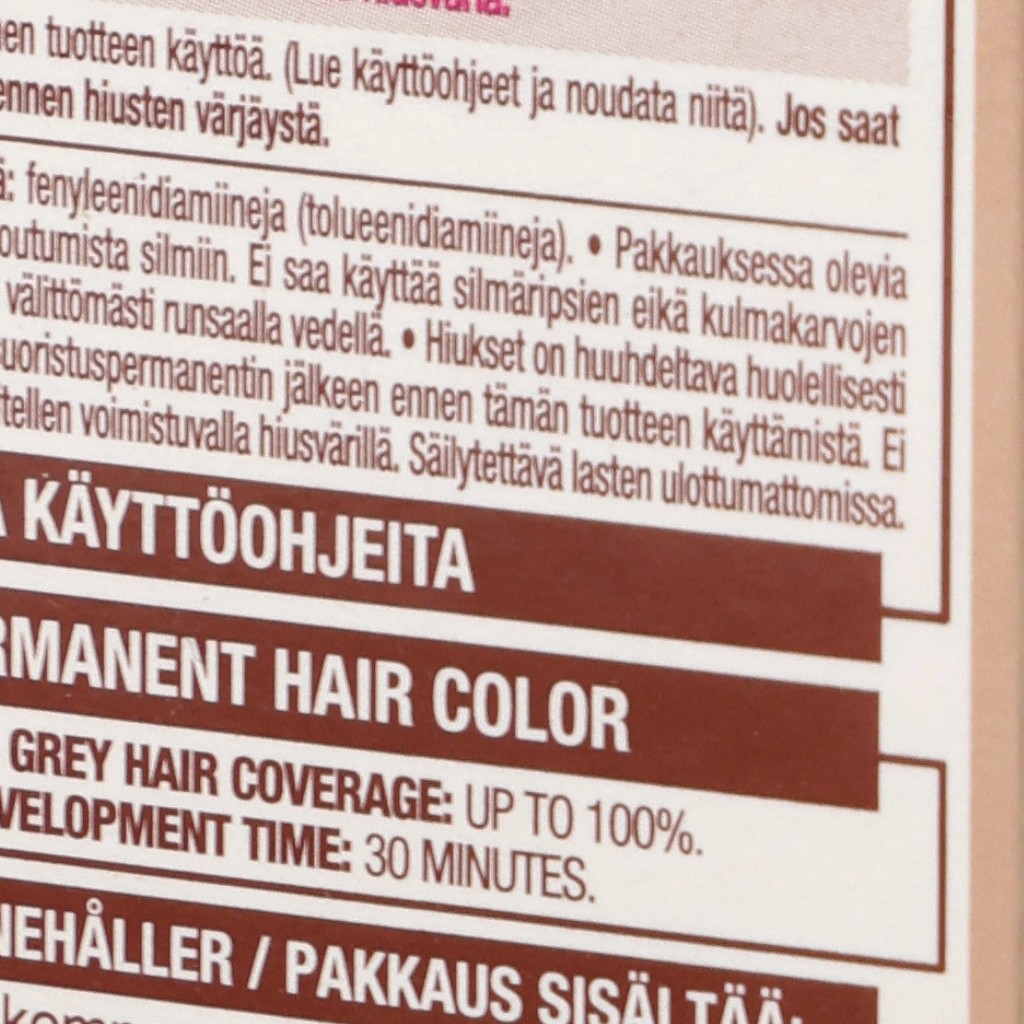 tuotteen käyttöä. (Lue käyttöohjeet ja noudata niitä). Jos saat
ennen hiusten värjäystä.
fenyleenidiamiineja (tolueenidiamiineja). • Pakkauksessa olevia
outumista silmiin. Ei saa käyttää silmäripsien eikä kulmakarvojen
välittömästi runsaalla vedellä. • Hiukset on huuhdeltava huolellisesti
uoristuspermanentin jälkeen ennen tämän tuotteen käyttämistä. Ei
tellen voimistuvalla hiusvärillä. Säilytettävä lasten ulottumattomissa.
KÄYTTÖOHJEITA
RMANENT HAIR COLOR
GREY HAIR COVERAGE: UP TO 100%.
VELOPMENT TIME: 30 MINUTES.
NEHÅLLER / PAKKAUS SISÄLTÄÄ: